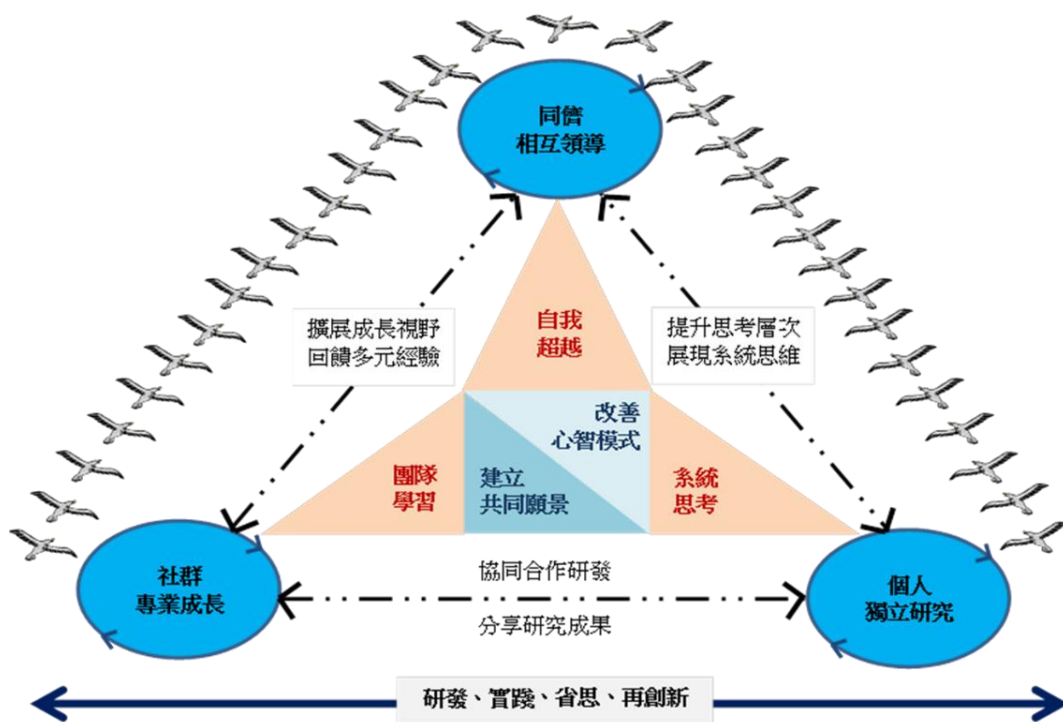 同儕
相互領導
擴展成長視野
回饋多元經驗
提升思考層次
展現系統思維
自我
超越
改善
心智模式
團隊
學習
建立
共同願景
系統
思考
社群
專業成長
協同合作研發
分享研究成果
個人
獨立研究
研發、實踐、省思、再創新